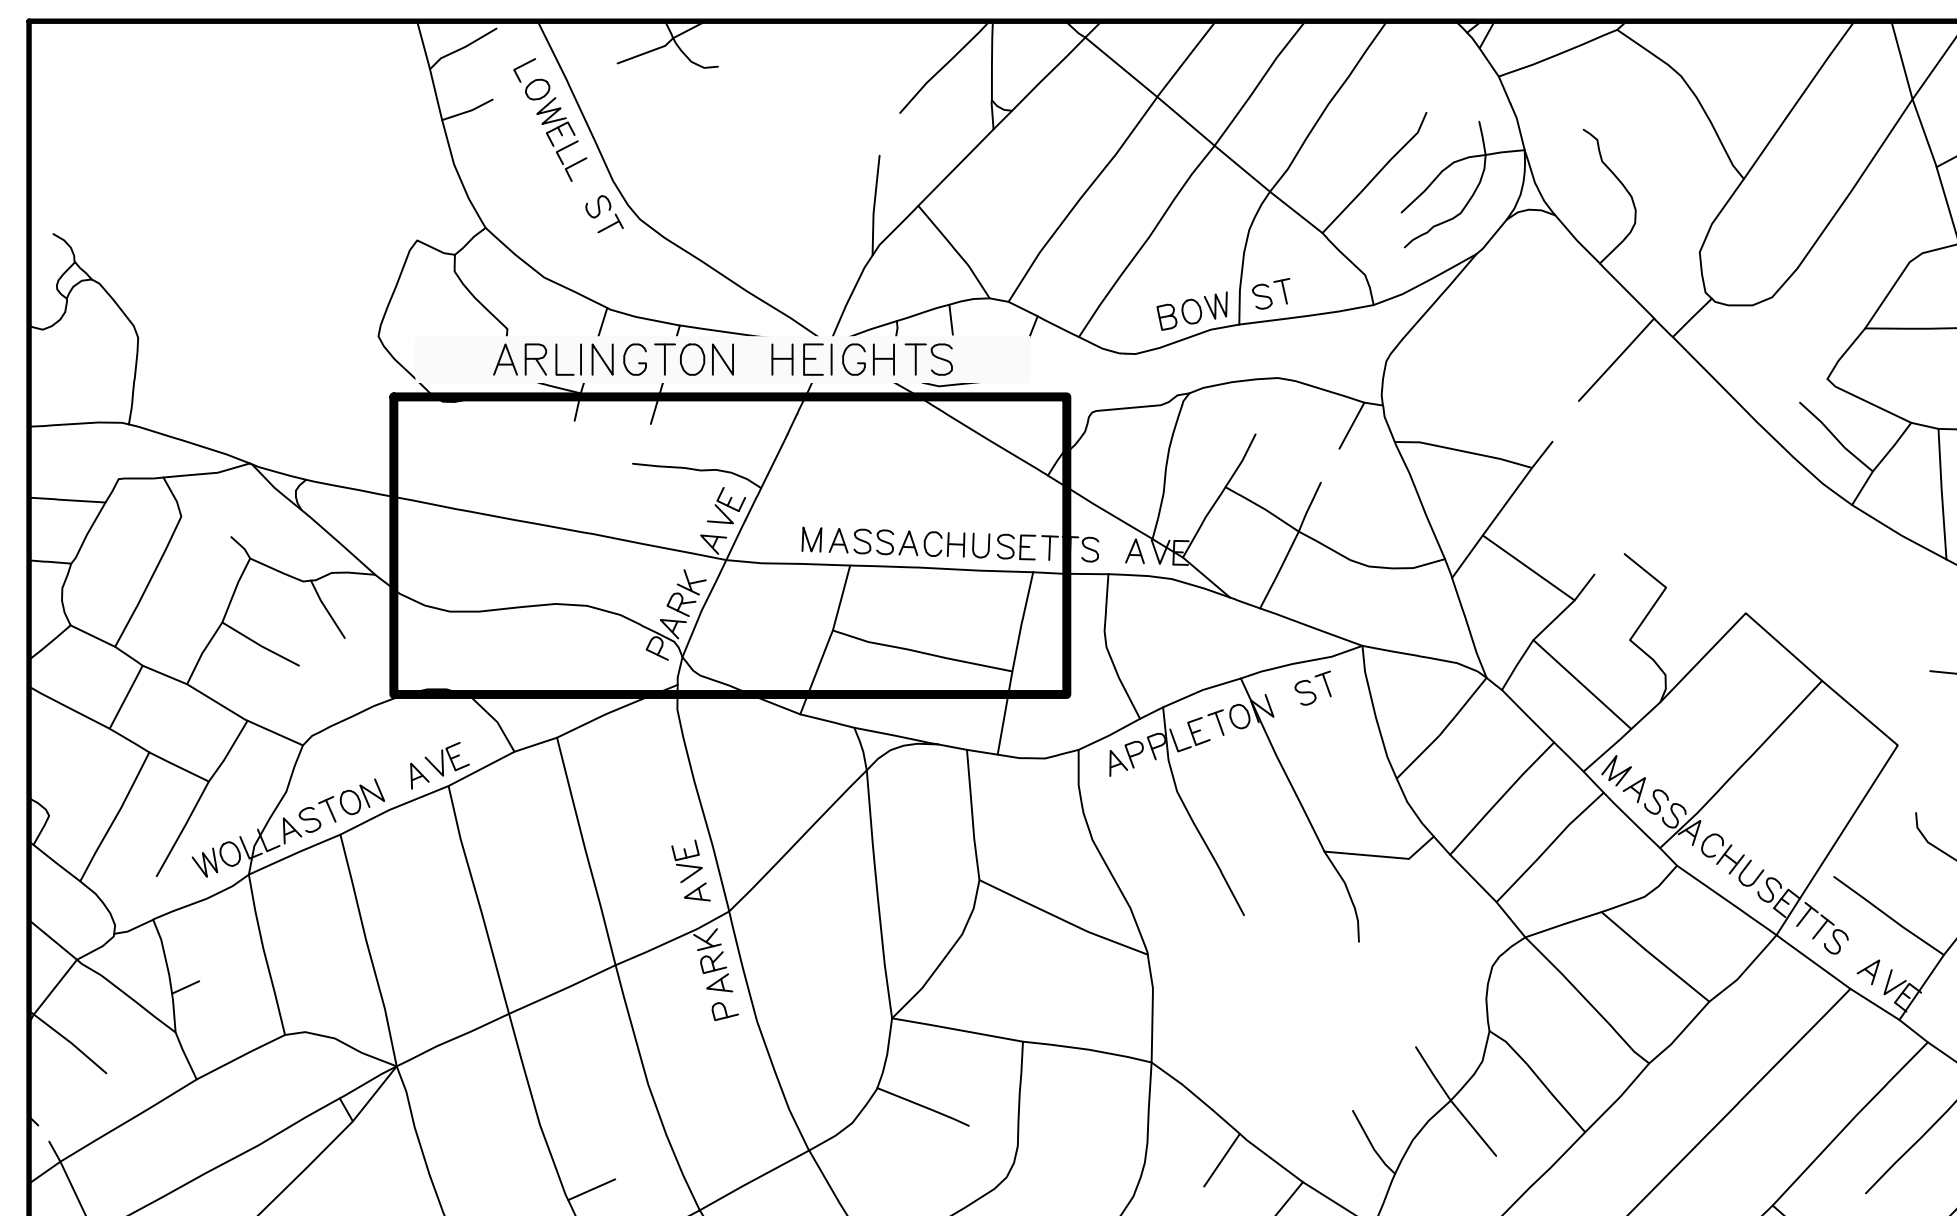 LOWELL ST
BOW ST
ARLINGTON HEIGHTS
PARK AVE
MASSACHUSETTS AVE
APPLETON ST
WOLLASTON AVE
PARK AVE
MASSACHUSETTS AVE